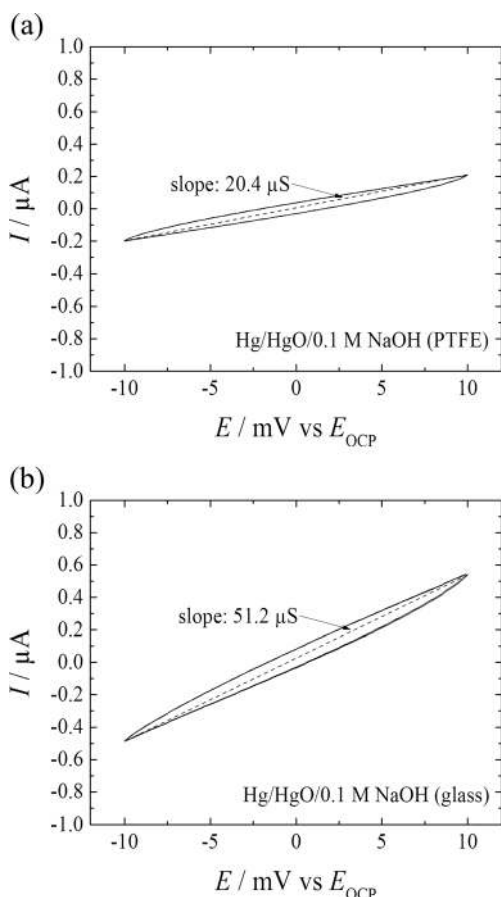 (a)
1.0
0.8
0.6
0.4
0.2
0.0
-0.2
-0.4
-0.6
-0.8
-1.0
I / µA
slope: 20.4 µS
Hg/HgO/0.1 M NaOH (PTFE)
-10 -5 0 5 10
E / mV vs E_OCP
(b)
1.0
0.8
0.6
0.4
0.2
0.0
-0.2
-0.4
-0.6
-0.8
-1.0
I / µA
slope: 51.2 µS
Hg/HgO/0.1 M NaOH (glass)
-10 -5 0 5 10
E / mV vs E_OCP